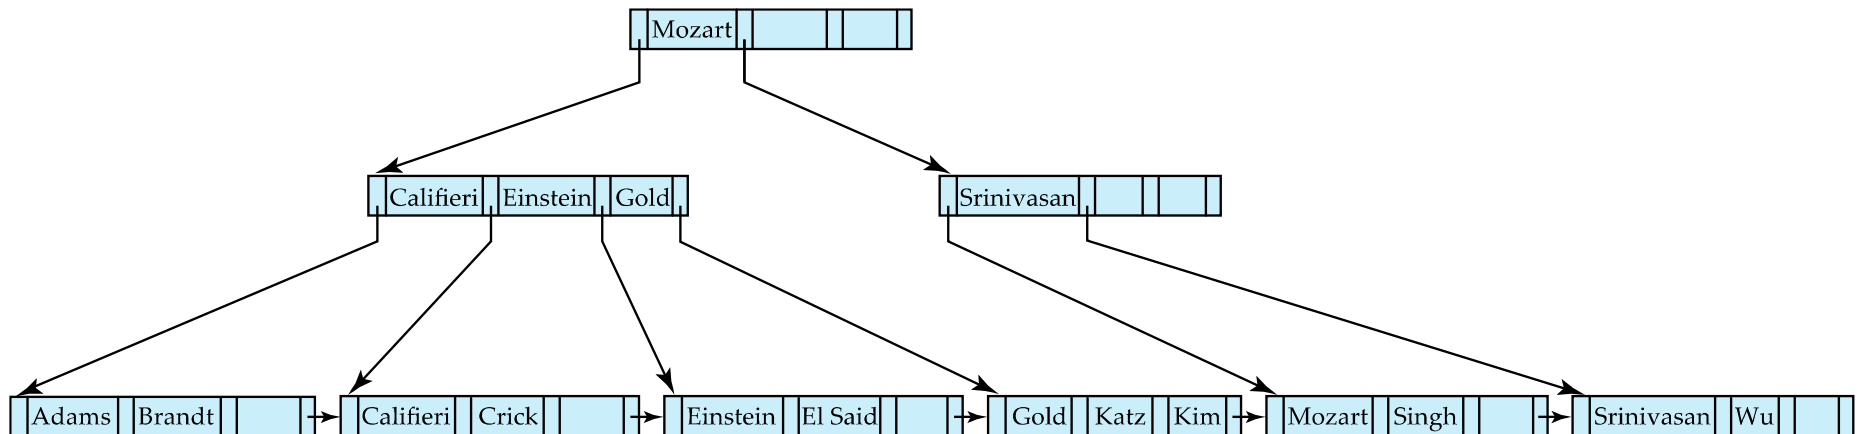 Mozart
Califieri Einstein Gold Srinivasan
Adams Brandt Califieri Crick Einstein El Said Gold Katz Kim Mozart Singh Srinivasan Wu